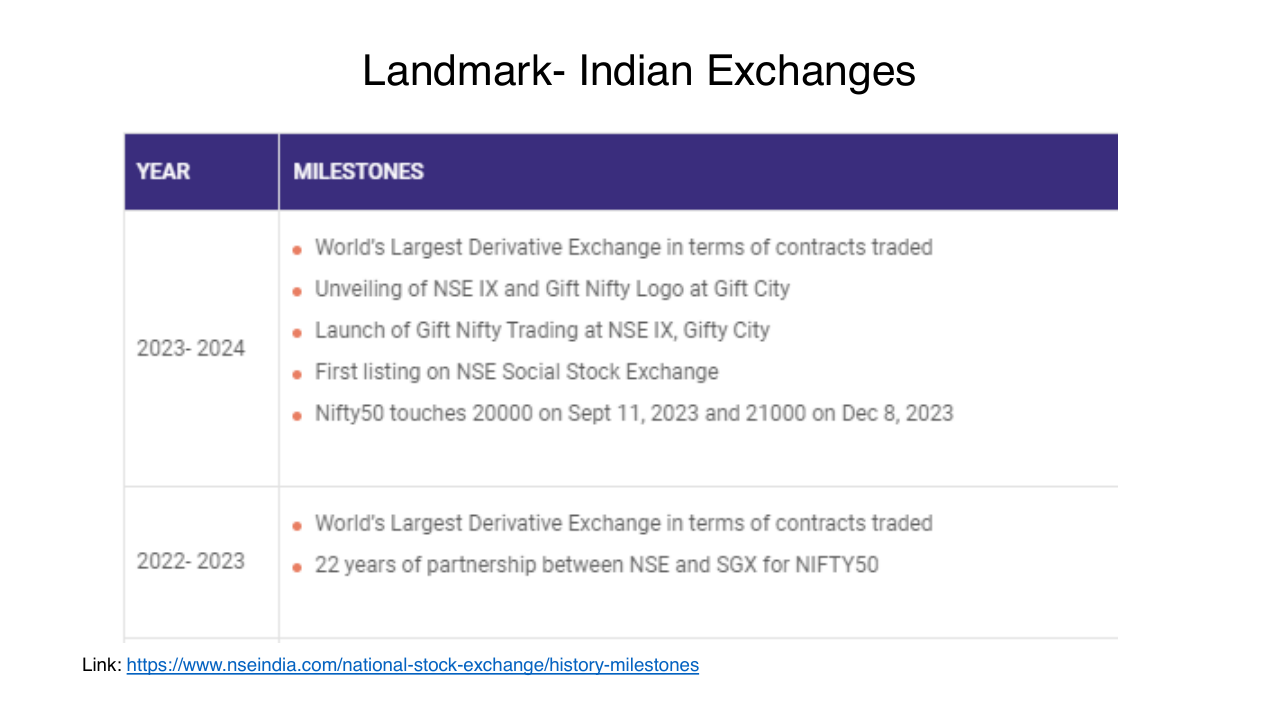 Landmark- Indian Exchanges
YEAR
MILESTONES
2023- 2024
World's Largest Derivative Exchange in terms of contracts traded
Unveiling of NSE IX and Gift Nifty Logo at Gift City
Launch of Gift Nifty Trading at NSE IX, Gifty City
First listing on NSE Social Stock Exchange
Nifty50 touches 20000 on Sept 11, 2023 and 21000 on Dec 8, 2023
2022- 2023
World's Largest Derivative Exchange in terms of contracts traded
22 years of partnership between NSE and SGX for NIFTY50
Link: https://www.nseindia.com/national-stock-exchange/history-milestones